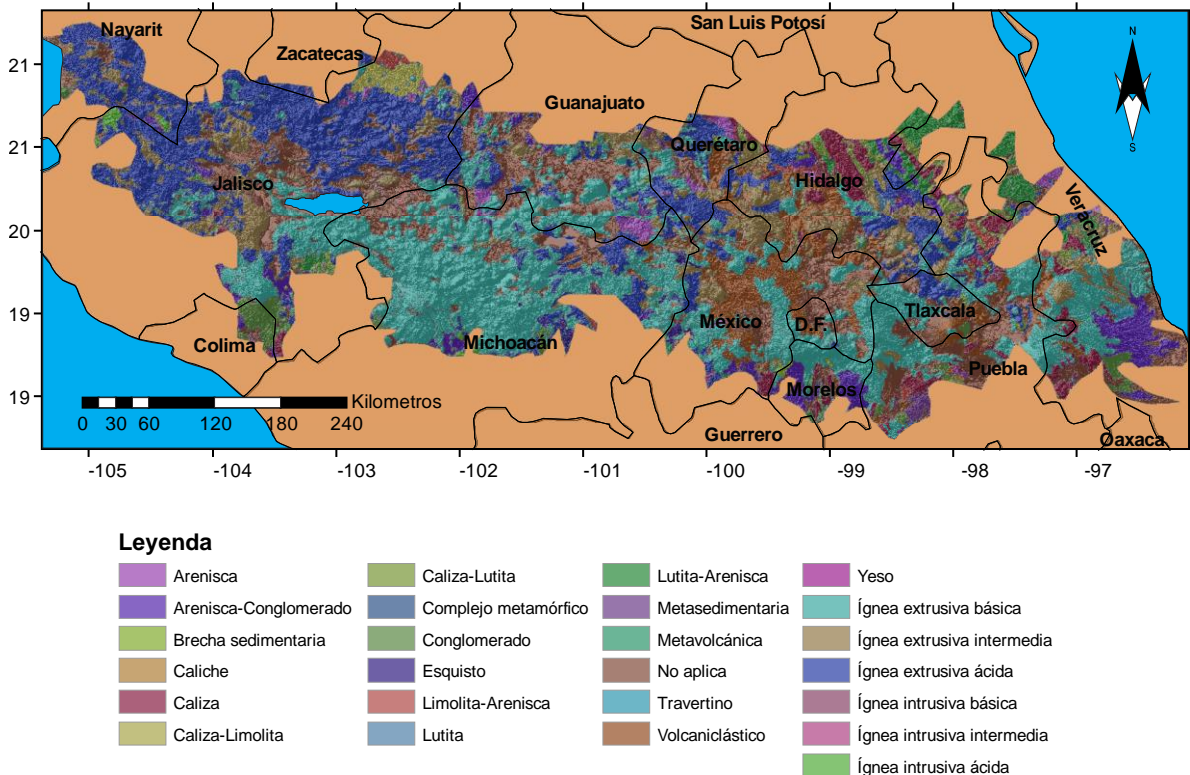 San Luis Potosí
Nayarit
N
Zacatecas
21
Guanajuato
S
21
Querétaro
Jalisco
Hidalgo
Veracruz
20
19
Tlaxcala
México
D.F.
Colima
Michoacán
Puebla
Morelos
19
Kilometros
0 30 60 120 180 240
Guerrero
Oaxaca
-105 -104 -103 -102 -101 -100 -99 -98 -97
Leyenda
Arenisca
Arenisca-Conglomerado
Brecha sedimentaria
Caliche
Caliza
Caliza-Limolita
Caliza-Lutita
Complejo metamórfico
Conglomerado
Esquisto
Limolita-Arenisca
Lutita
Lutita-Arenisca
Metasedimentaria
Metavolcánica
No aplica
Travertino
Volcaniclástico
Yeso
Ígnea extrusiva básica
Ígnea extrusiva intermedia
Ígnea extrusiva ácida
Ígnea intrusiva básica
Ígnea intrusiva intermedia
Ígnea intrusiva ácida